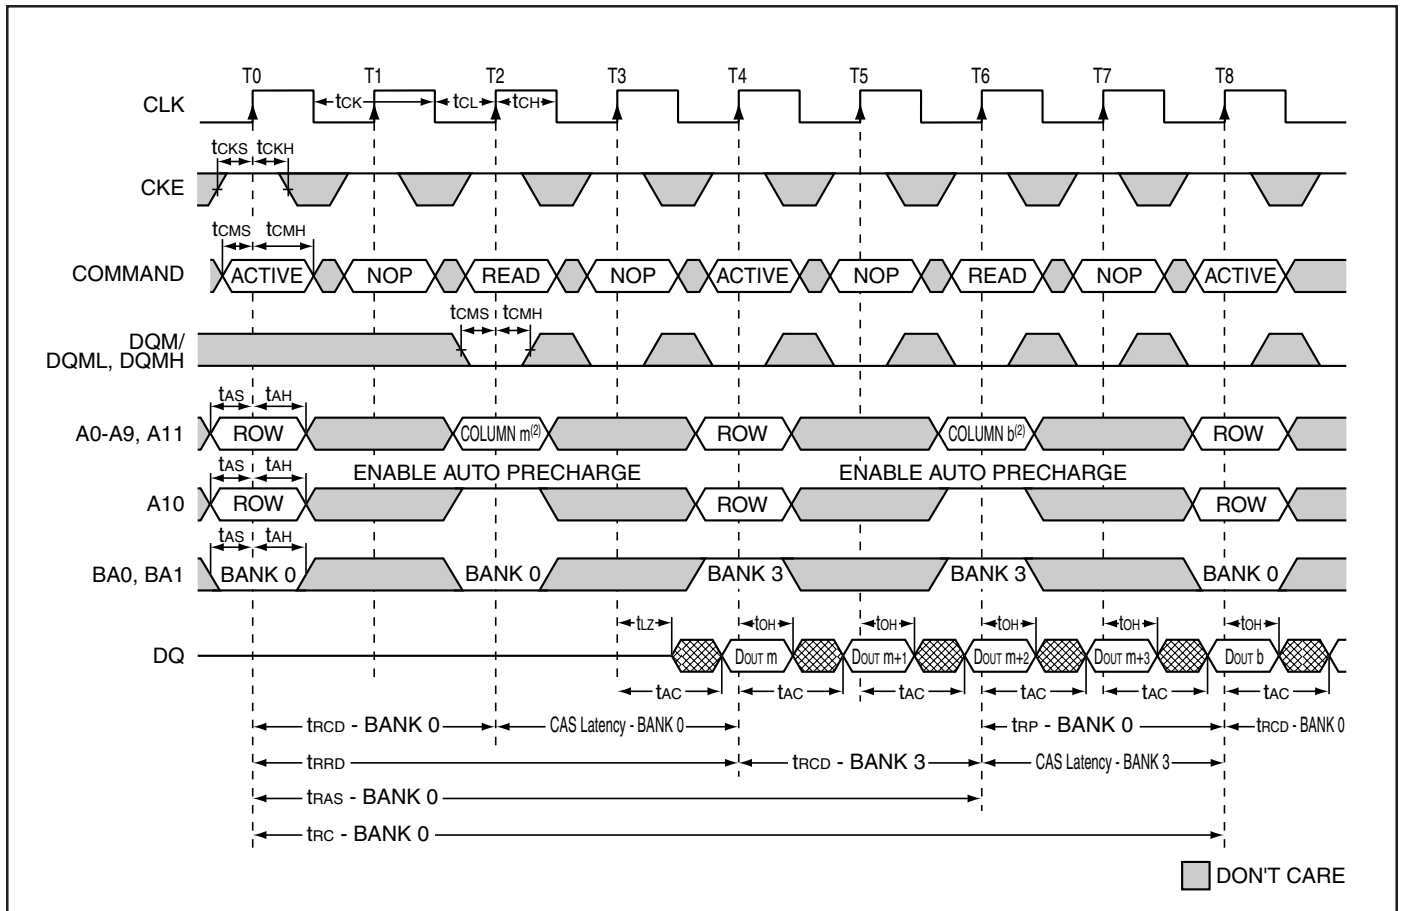 T0 T1 T2 T3 T4 T5 T6 T7 T8
CLK tCK tCL tCH
tCKS tCKH
CKE
tCMS tCMH
COMMAND ACTIVE NOP READ NOP ACTIVE NOP READ NOP ACTIVE
tCMS tCMH
DQM/
DQML, DQMH
tAS tAH
A0-A9, A11 ROW COLUMN m(2) ROW COLUMN b(2) ROW
tAS tAH ENABLE AUTO PRECHARGE ENABLE AUTO PRECHARGE
A10 ROW ROW ROW
tAS tAH
BA0, BA1 BANK 0 BANK 0 BANK 3 BANK 3 BANK 0
tLZ tOH tOH tOH tOH tOH
DQ DOUT m DOUT m+1 DOUT m+2 DOUT m+3 DOUT b
tAC tAC tAC tAC tAC tAC
tRCD - BANK 0 CAS Latency - BANK 0 tRP - BANK 0 tRCD - BANK 0
tRRD tRCD - BANK 3 CAS Latency - BANK 3
tRAS - BANK 0
tRC - BANK 0
DON'T CARE